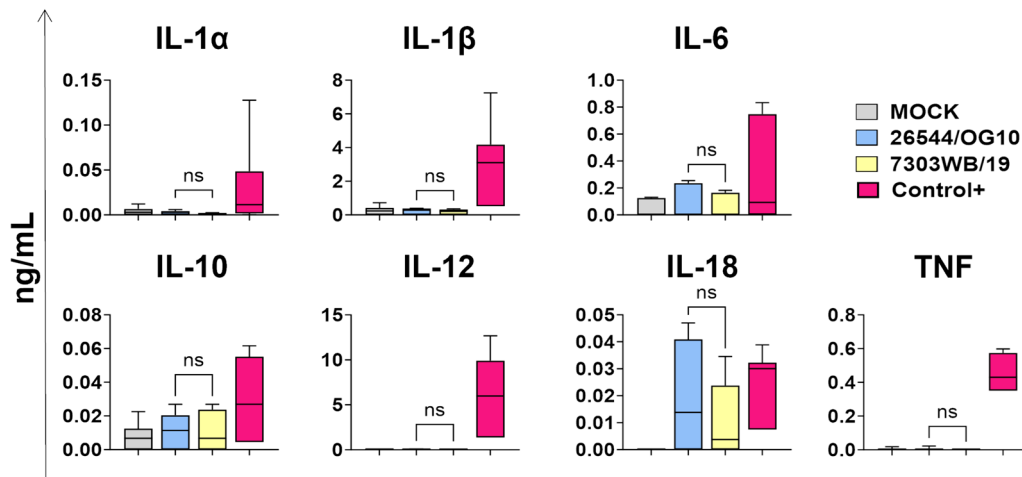 ng/mL
IL-1α
0.15
0.10
0.05
0.00
ns
IL-1β
8
6
4
2
0
ns
IL-6
1.0
0.8
0.6
0.4
0.2
0.0
ns
MOCK
26544/OG10
7303WB/19
Control+
IL-10
0.08
0.06
0.04
0.02
0.00
ns
IL-12
15
10
5
0
ns
IL-18
0.05
0.04
0.03
0.02
0.01
0.00
ns
TNF
0.8
0.6
0.4
0.2
0.0
ns